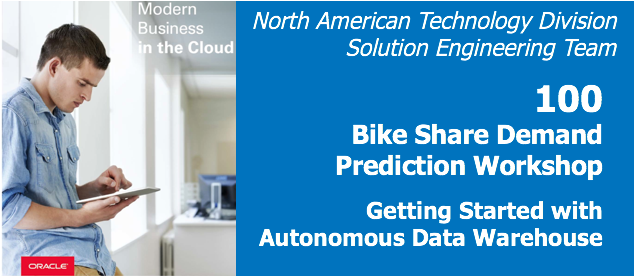 Modern
Business
in the Cloud
North American Technology Division
Solution Engineering Team
100
Bike Share Demand
Prediction Workshop
Getting Started with
Autonomous Data Warehouse
ORACLE